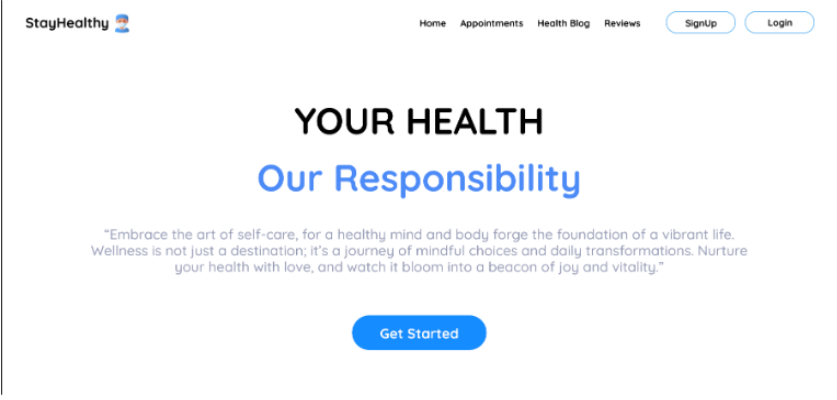 StayHealthy
Home Appointments Health Blog Reviews SignUp Login
YOUR HEALTH
Our Responsibility
“Embrace the art of self-care, for a healthy mind and body forge the foundation of a vibrant life.
Wellness is not just a destination; it’s a journey of mindful choices and daily transformations. Nurture
your health with love, and watch it bloom into a beacon of joy and vitality.”
Get Started